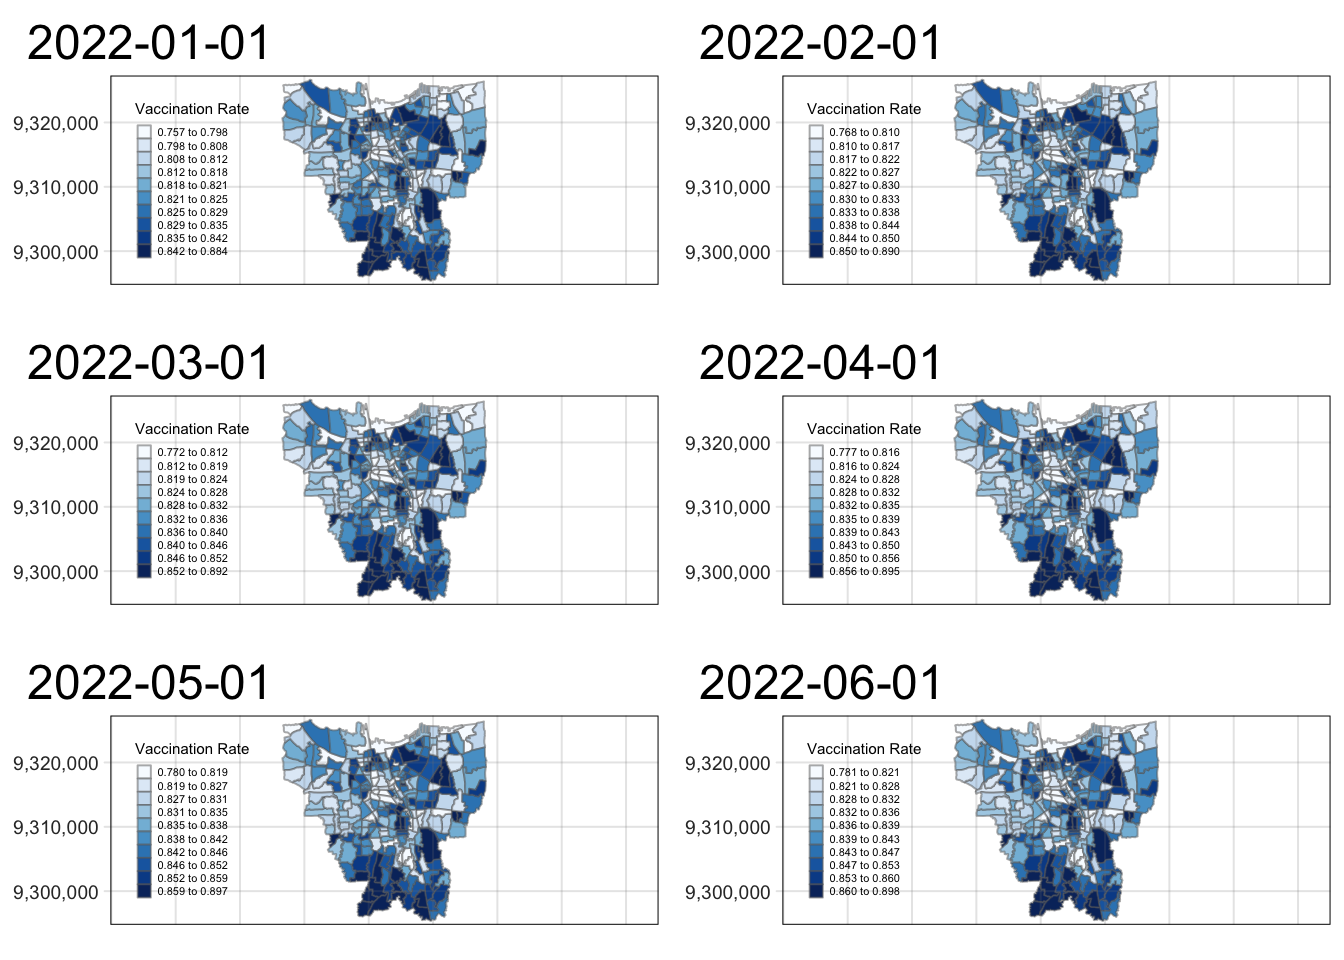 2022-01-01
Vaccination Rate
0.757 to 0.798
0.798 to 0.808
0.808 to 0.812
0.812 to 0.818
0.818 to 0.821
0.821 to 0.825
0.825 to 0.829
0.829 to 0.835
0.835 to 0.842
0.842 to 0.884
9,320,000
9,310,000
9,300,000
2022-02-01
Vaccination Rate
0.768 to 0.810
0.810 to 0.817
0.817 to 0.822
0.822 to 0.827
0.827 to 0.830
0.830 to 0.833
0.833 to 0.838
0.838 to 0.844
0.844 to 0.850
0.850 to 0.890
9,320,000
9,310,000
9,300,000
2022-03-01
Vaccination Rate
0.772 to 0.812
0.812 to 0.819
0.819 to 0.824
0.824 to 0.828
0.828 to 0.832
0.832 to 0.836
0.836 to 0.840
0.840 to 0.846
0.846 to 0.852
0.852 to 0.892
9,320,000
9,310,000
9,300,000
2022-04-01
Vaccination Rate
0.777 to 0.816
0.816 to 0.824
0.824 to 0.828
0.828 to 0.832
0.832 to 0.835
0.835 to 0.839
0.839 to 0.843
0.843 to 0.850
0.850 to 0.856
0.856 to 0.895
9,320,000
9,310,000
9,300,000
2022-05-01
Vaccination Rate
0.780 to 0.819
0.819 to 0.827
0.827 to 0.831
0.831 to 0.835
0.835 to 0.838
0.838 to 0.842
0.842 to 0.846
0.846 to 0.852
0.852 to 0.859
0.859 to 0.897
9,320,000
9,310,000
9,300,000
2022-06-01
Vaccination Rate
0.781 to 0.821
0.821 to 0.828
0.828 to 0.832
0.832 to 0.836
0.836 to 0.839
0.839 to 0.843
0.843 to 0.847
0.847 to 0.853
0.853 to 0.860
0.860 to 0.898
9,320,000
9,310,000
9,300,000